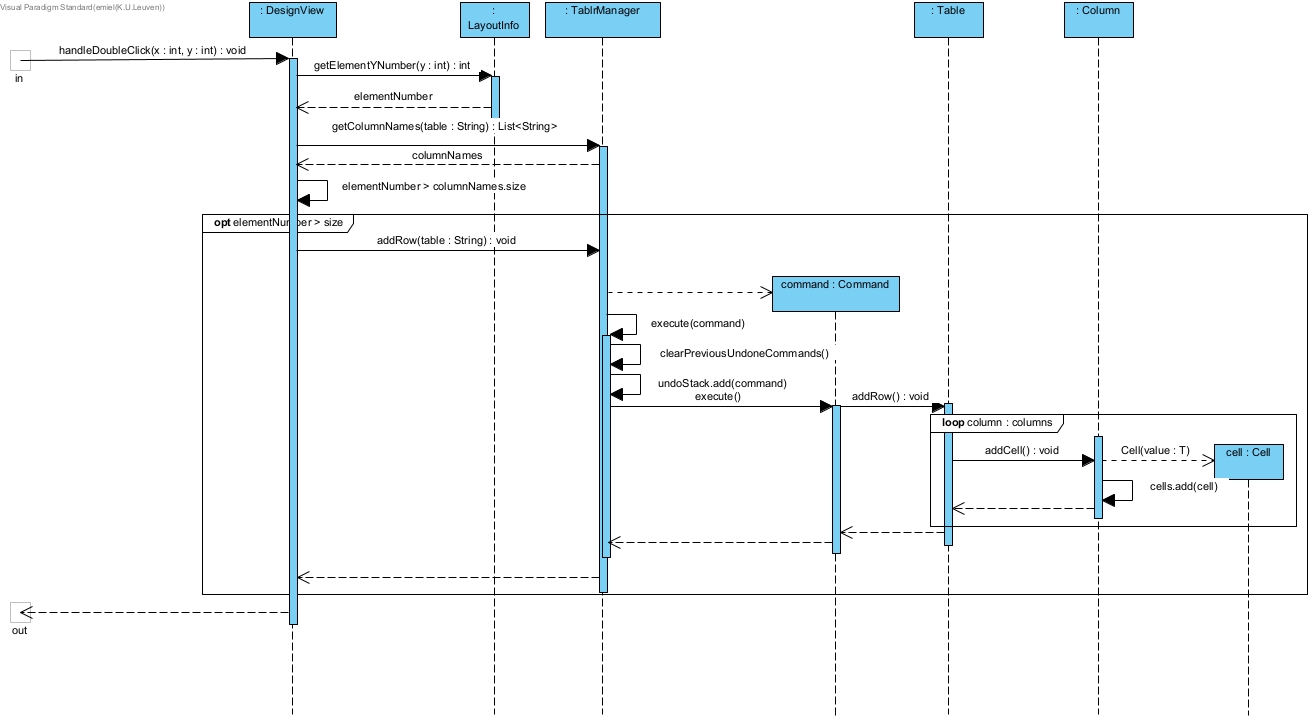 Visual Paradigm Standard(emiel(K.U.Leuven))
: DesignView
:
LayoutInfo
: TablrManager
: Table
: Column
handleDoubleClick(x : int, y : int) : void
in
getElementYNumber(y : int) : int
elementNumber
getColumnNames(table : String) : List<String>
columnNames
elementNumber > columnNames.size
opt elementNumber > size
addRow(table : String) : void
command : Command
execute(command)
clearPreviousUndoneCommands()
undoStack.add(command)
execute()
addRow() : void
loop column : columns
addCell() : void
Cell(value : T)
cell : Cell
cells.add(cell)
out